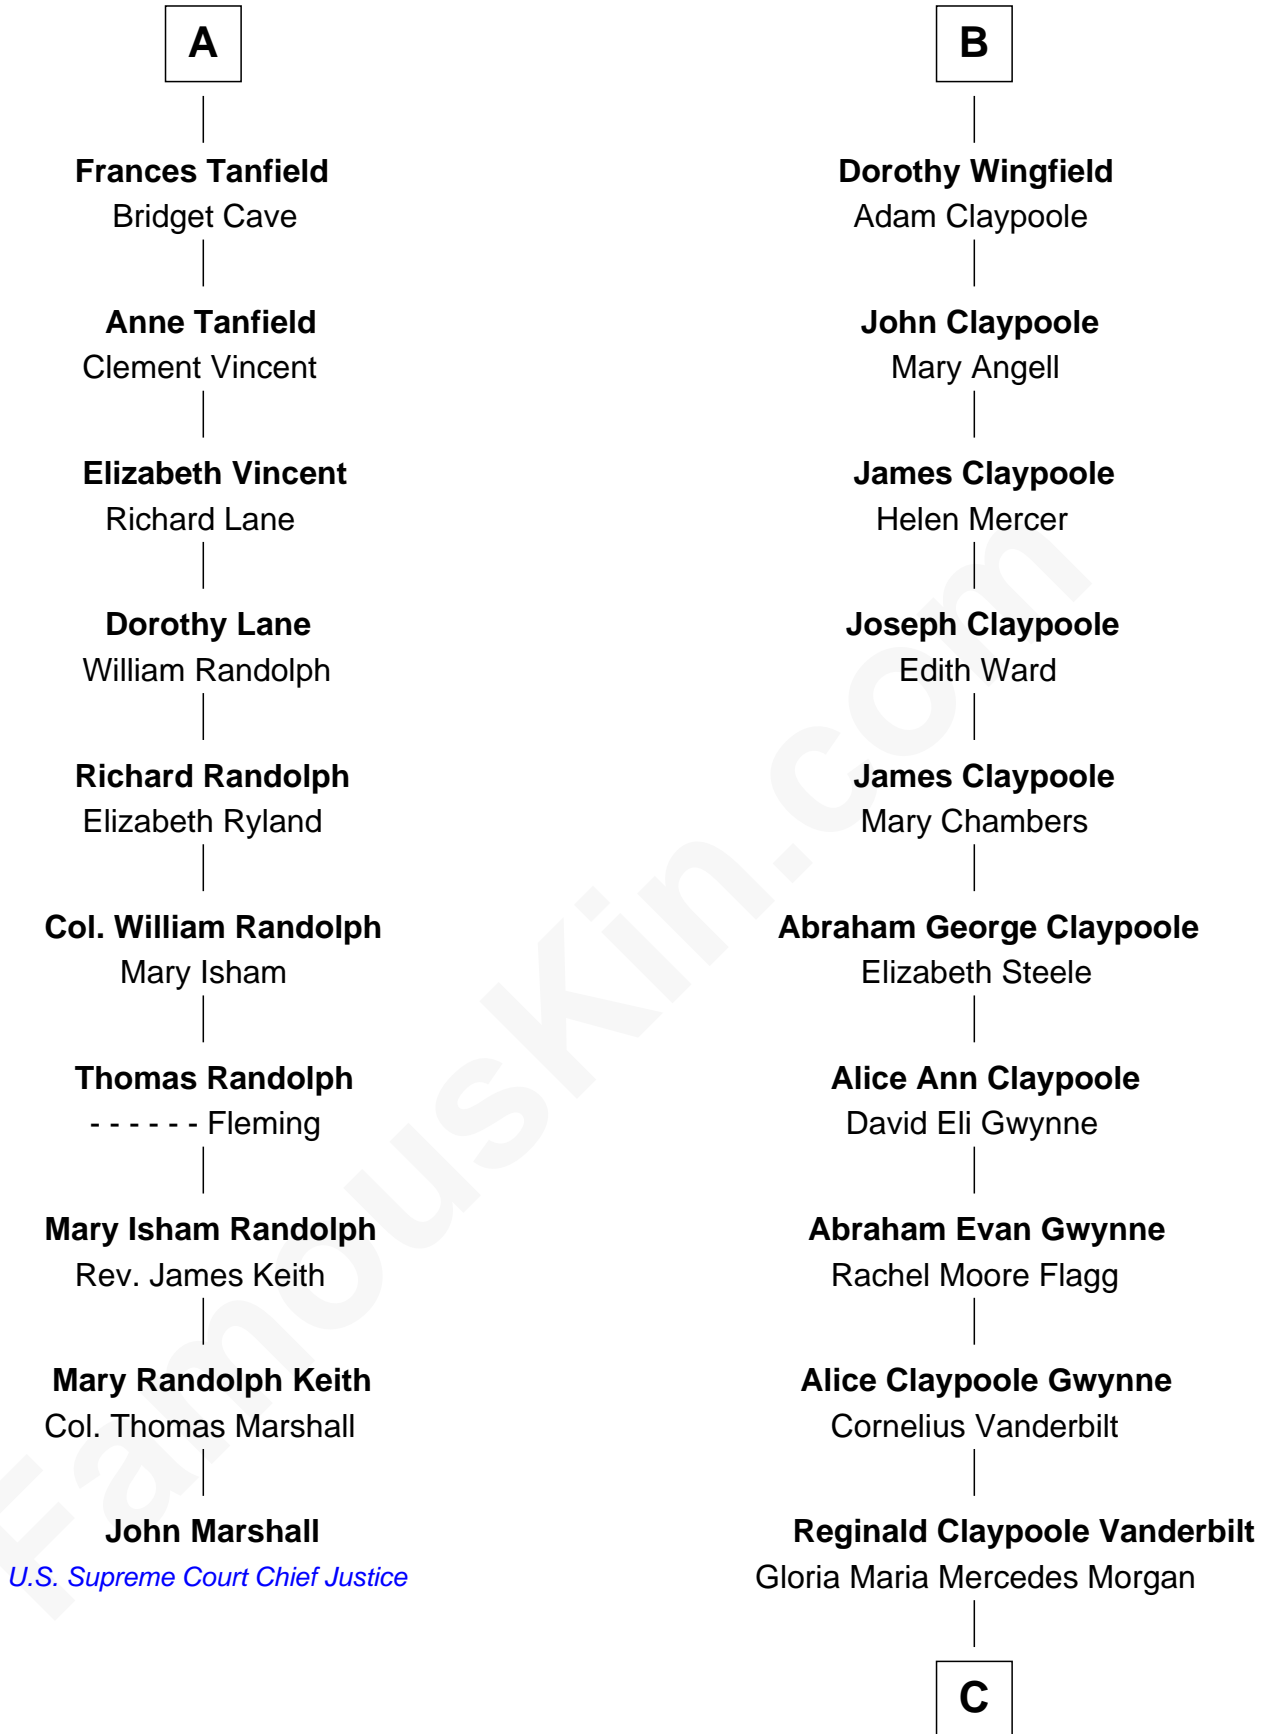 A
Frances Tanfield
Bridget Cave
Anne Tanfield
Clement Vincent
Elizabeth Vincent
Richard Lane
Dorothy Lane
William Randolph
Richard Randolph
Elizabeth Ryland
Col. William Randolph
Mary Isham
Thomas Randolph
- - - - - - Fleming
Mary Isham Randolph
Rev. James Keith
Mary Randolph Keith
Col. Thomas Marshall
John Marshall
U.S. Supreme Court Chief Justice
B
Dorothy Wingfield
Adam Claypoole
John Claypoole
Mary Angell
James Claypoole
Helen Mercer
Joseph Claypoole
Edith Ward
James Claypoole
Mary Chambers
Abraham George Claypoole
Elizabeth Steele
Alice Ann Claypoole
David Eli Gwynne
Abraham Evan Gwynne
Rachel Moore Flagg
Alice Claypoole Gwynne
Cornelius Vanderbilt
Reginald Claypoole Vanderbilt
Gloria Maria Mercedes Morgan
C
FamousKin.com